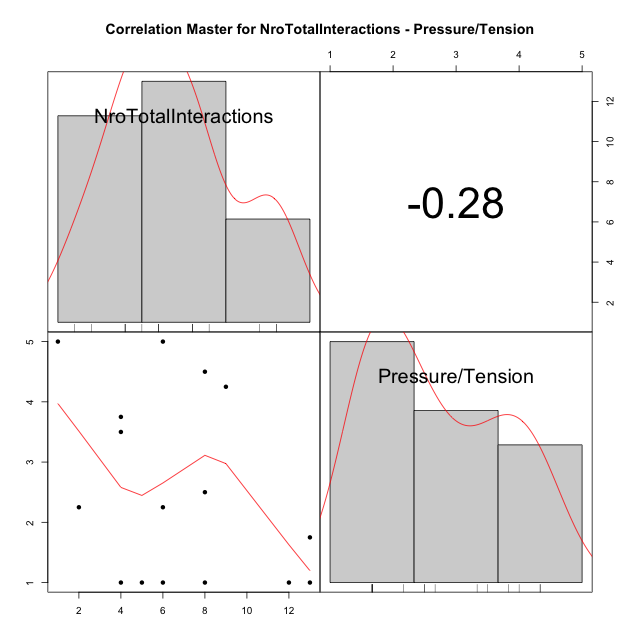 Correlation Master for NroTotalInteractions - Pressure/Tension
1 2 3 4 5
NroTotalInteractions
-0.28
12
10
8
6
4
2
Pressure/Tension
5
4
3
2
1
2 4 6 8 10 12